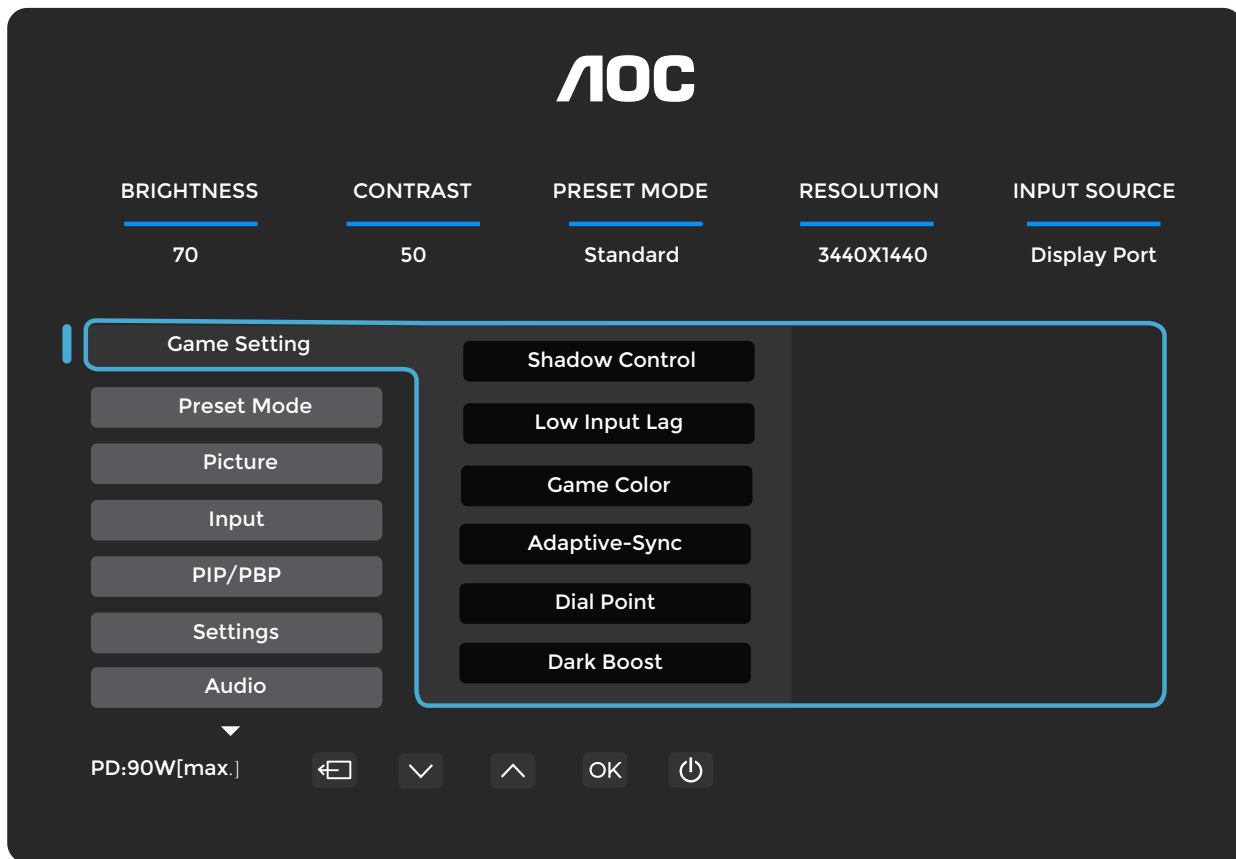 AOC
BRIGHTNESS CONTRAST PRESET MODE RESOLUTION INPUT SOURCE
70 50 Standard 3440X1440 Display Port
Game Setting
Preset Mode
Picture
Input
PIP/PBP
Settings
Audio
Shadow Control
Low Input Lag
Game Color
Adaptive-Sync
Dial Point
Dark Boost
PD:90W[max.]
OK